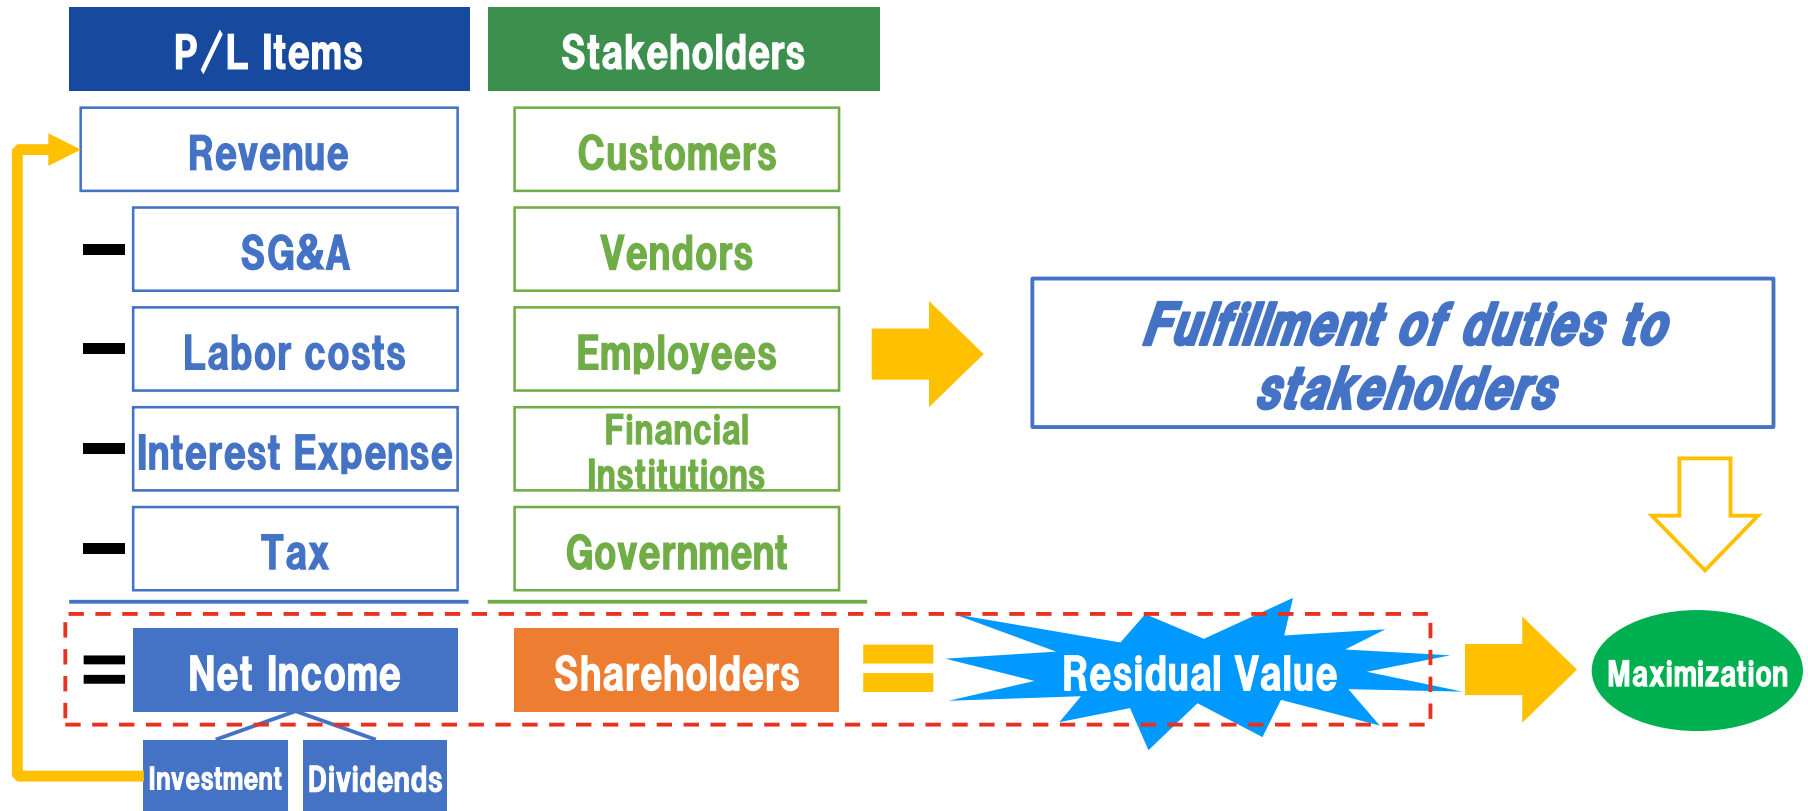 P/L Items
Stakeholders
Revenue
Customers
SG&A
Vendors
Labor costs
Employees
Interest Expense
Financial
Institutions
Tax
Government
Fulfillment of duties to
stakeholders
Net Income
Shareholders
Residual Value
Maximization
Investment
Dividends